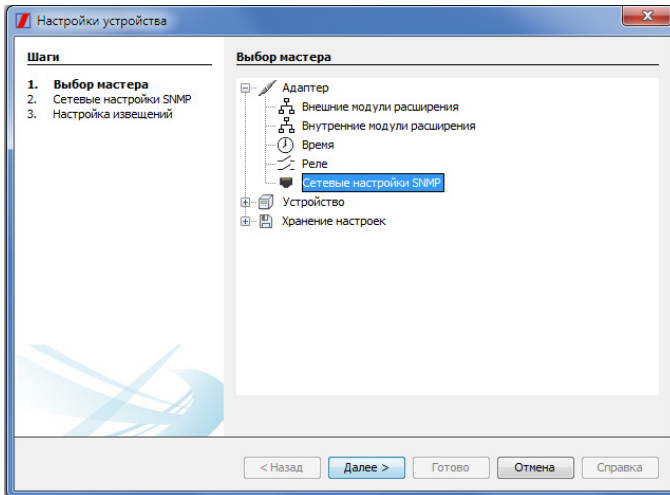 Настройки устройства
Шаги
1. Выбор мастера
2. Сетевые настройки SNMP
3. Настройка извещений
Выбор мастера
Адаптер
Внешние модули расширения
Внутренние модули расширения
Время
Реле
Сетевые настройки SNMP
Устройство
Хранение настроек
< Назад Далее > Готово Отмена Справка